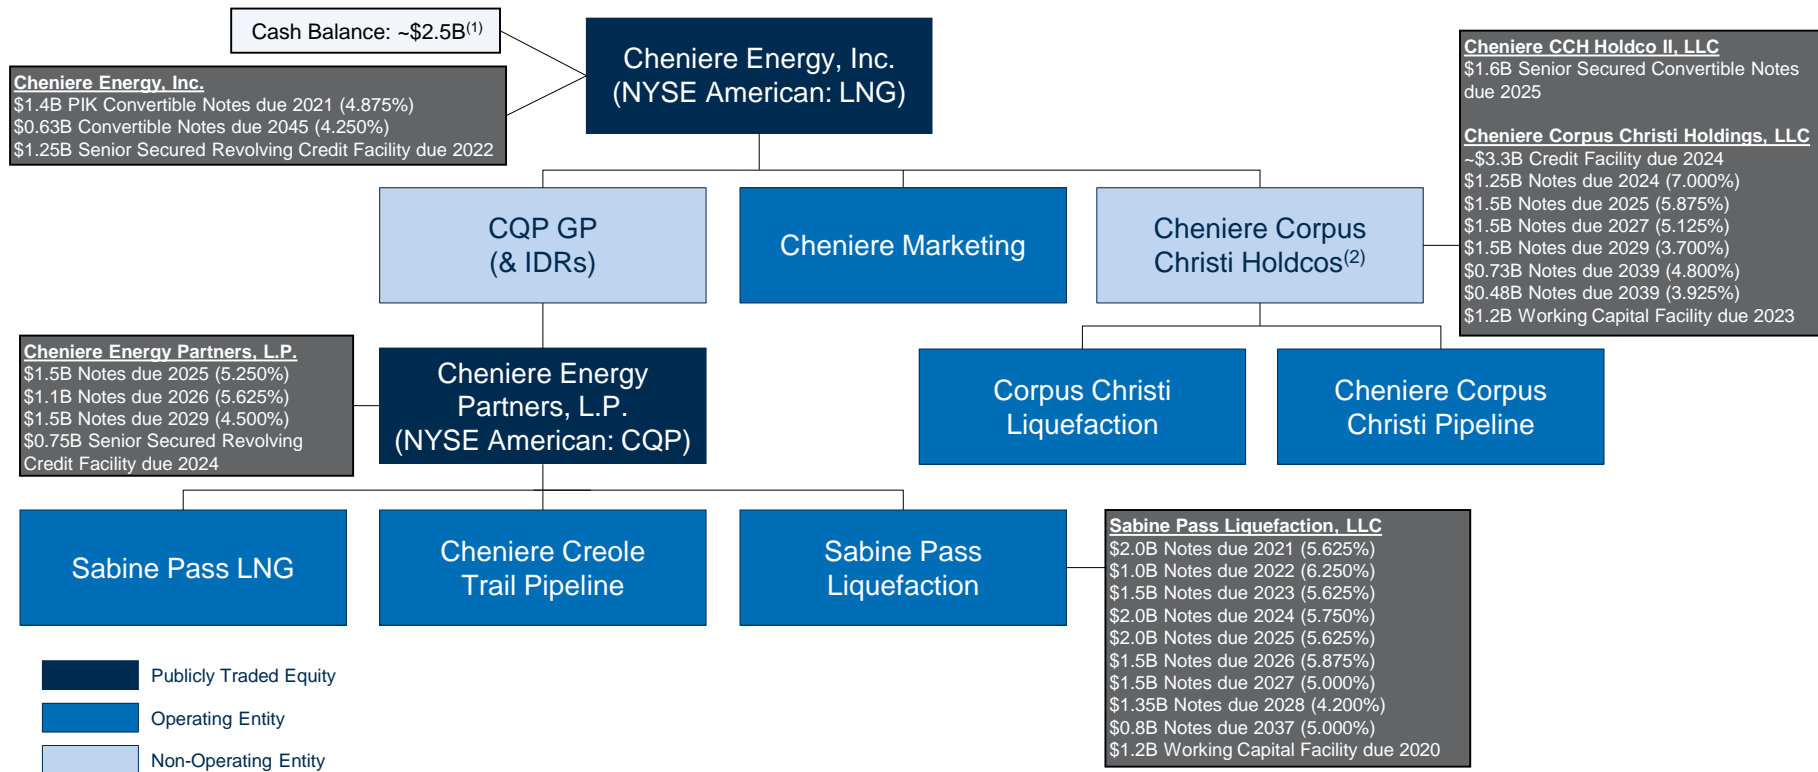 Cash Balance: ~$2.5B(1)
Cheniere Energy, Inc.
(NYSE American: LNG)
Cheniere Energy, Inc.
$1.4B PIK Convertible Notes due 2021 (4.875%)
$0.63B Convertible Notes due 2045 (4.250%)
$1.25B Senior Secured Revolving Credit Facility due 2022
Cheniere CCH Holdco II, LLC
$1.6B Senior Secured Convertible Notes
due 2025
Cheniere Corpus Christi Holdings, LLC
~$3.3B Credit Facility due 2024
$1.25B Notes due 2024 (7.000%)
$1.5B Notes due 2025 (5.875%)
$1.5B Notes due 2027 (5.125%)
$1.5B Notes due 2029 (3.700%)
$0.73B Notes due 2039 (4.800%)
$0.48B Notes due 2039 (3.925%)
$1.2B Working Capital Facility due 2023
CQP GP
(& IDRs)
Cheniere Marketing
Cheniere Corpus
Christi Holdcos(2)
Cheniere Energy Partners, L.P.
$1.5B Notes due 2025 (5.250%)
$1.1B Notes due 2026 (5.625%)
$1.5B Notes due 2029 (4.500%)
$0.75B Senior Secured Revolving
Credit Facility due 2024
Cheniere Energy
Partners, L.P.
(NYSE American: CQP)
Corpus Christi
Liquefaction
Cheniere Corpus
Christi Pipeline
Sabine Pass LNG
Cheniere Creole
Trail Pipeline
Sabine Pass
Liquefaction
Sabine Pass Liquefaction, LLC
$2.0B Notes due 2021 (5.625%)
$1.0B Notes due 2022 (6.250%)
$1.5B Notes due 2023 (5.625%)
$2.0B Notes due 2024 (5.750%)
$2.0B Notes due 2025 (5.625%)
$1.5B Notes due 2026 (5.875%)
$1.5B Notes due 2027 (5.000%)
$1.35B Notes due 2028 (4.200%)
$0.8B Notes due 2037 (5.000%)
$1.2B Working Capital Facility due 2020
Publicly Traded Equity
Operating Entity
Non-Operating Entity